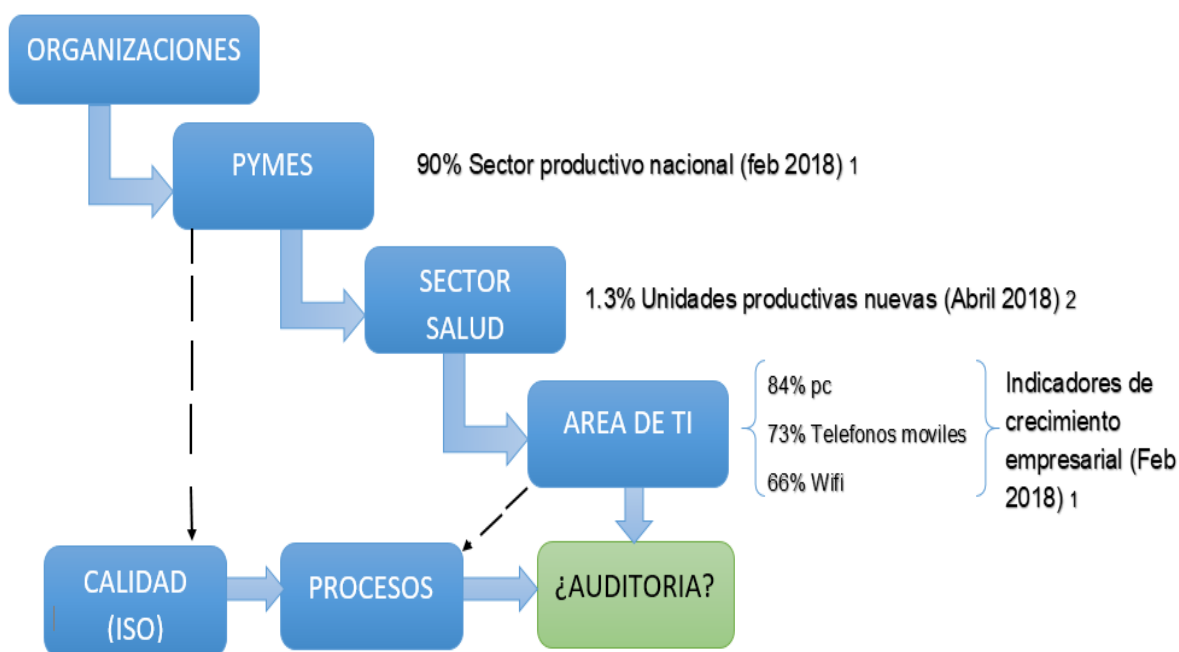 ORGANIZACIONES
PYMES
90% Sector productivo nacional (feb 2018) 1
SECTOR
SALUD
1.3% Unidades productivas nuevas (Abril 2018) 2
AREA DE TI
84% pc
73% Telefonos moviles
66% Wifi
Indicadores de
crecimiento
empresarial (Feb
2018) 1
CALIDAD
(ISO)
PROCESOS
¿AUDITORIA?